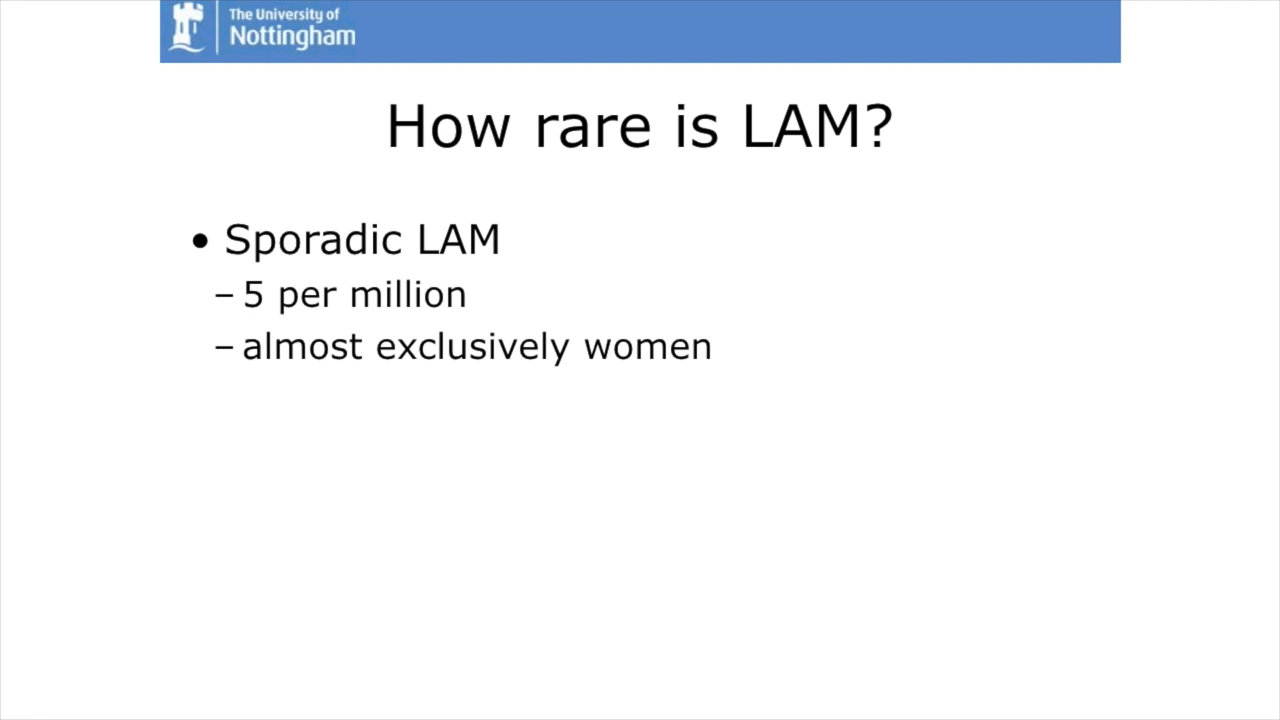 The University of
Nottingham
How rare is LAM?
• Sporadic LAM
– 5 per million
– almost exclusively women